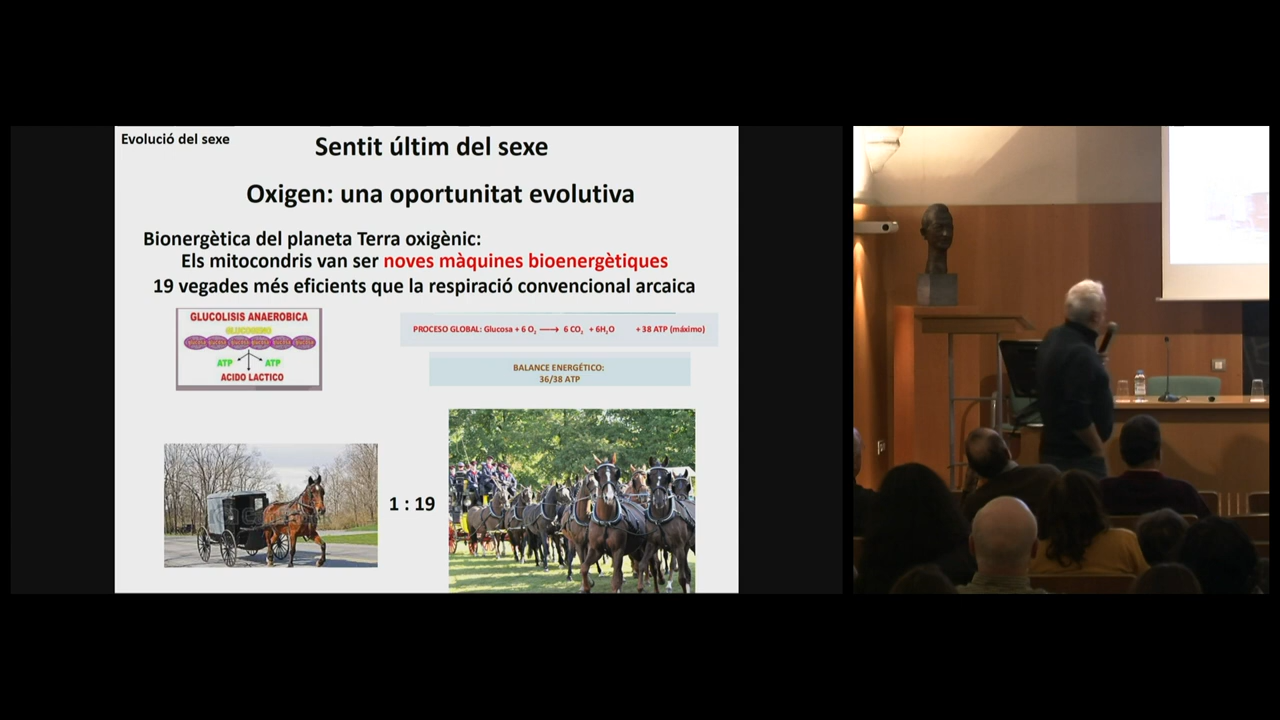 Evolució del sexe
Sentit últim del sexe
Oxigen: una oportunitat evolutiva
Bionergètica del planeta Terra oxigènic:
Els mitocondris van ser noves màquines bioenergètiques
19 vegades més eficients que la respiració convencional arcaica
GLUCOLISIS ANAEROBICA
GLUCOGENO
ATP ATP
ACIDO LACTICO
PROCESO GLOBAL: Glucosa + 6 O₂ ⟶ 6 CO₂ + 6H₂O + 38 ATP (máximo)
BALANCE ENERGÉTICO:
36/38 ATP
1 : 19